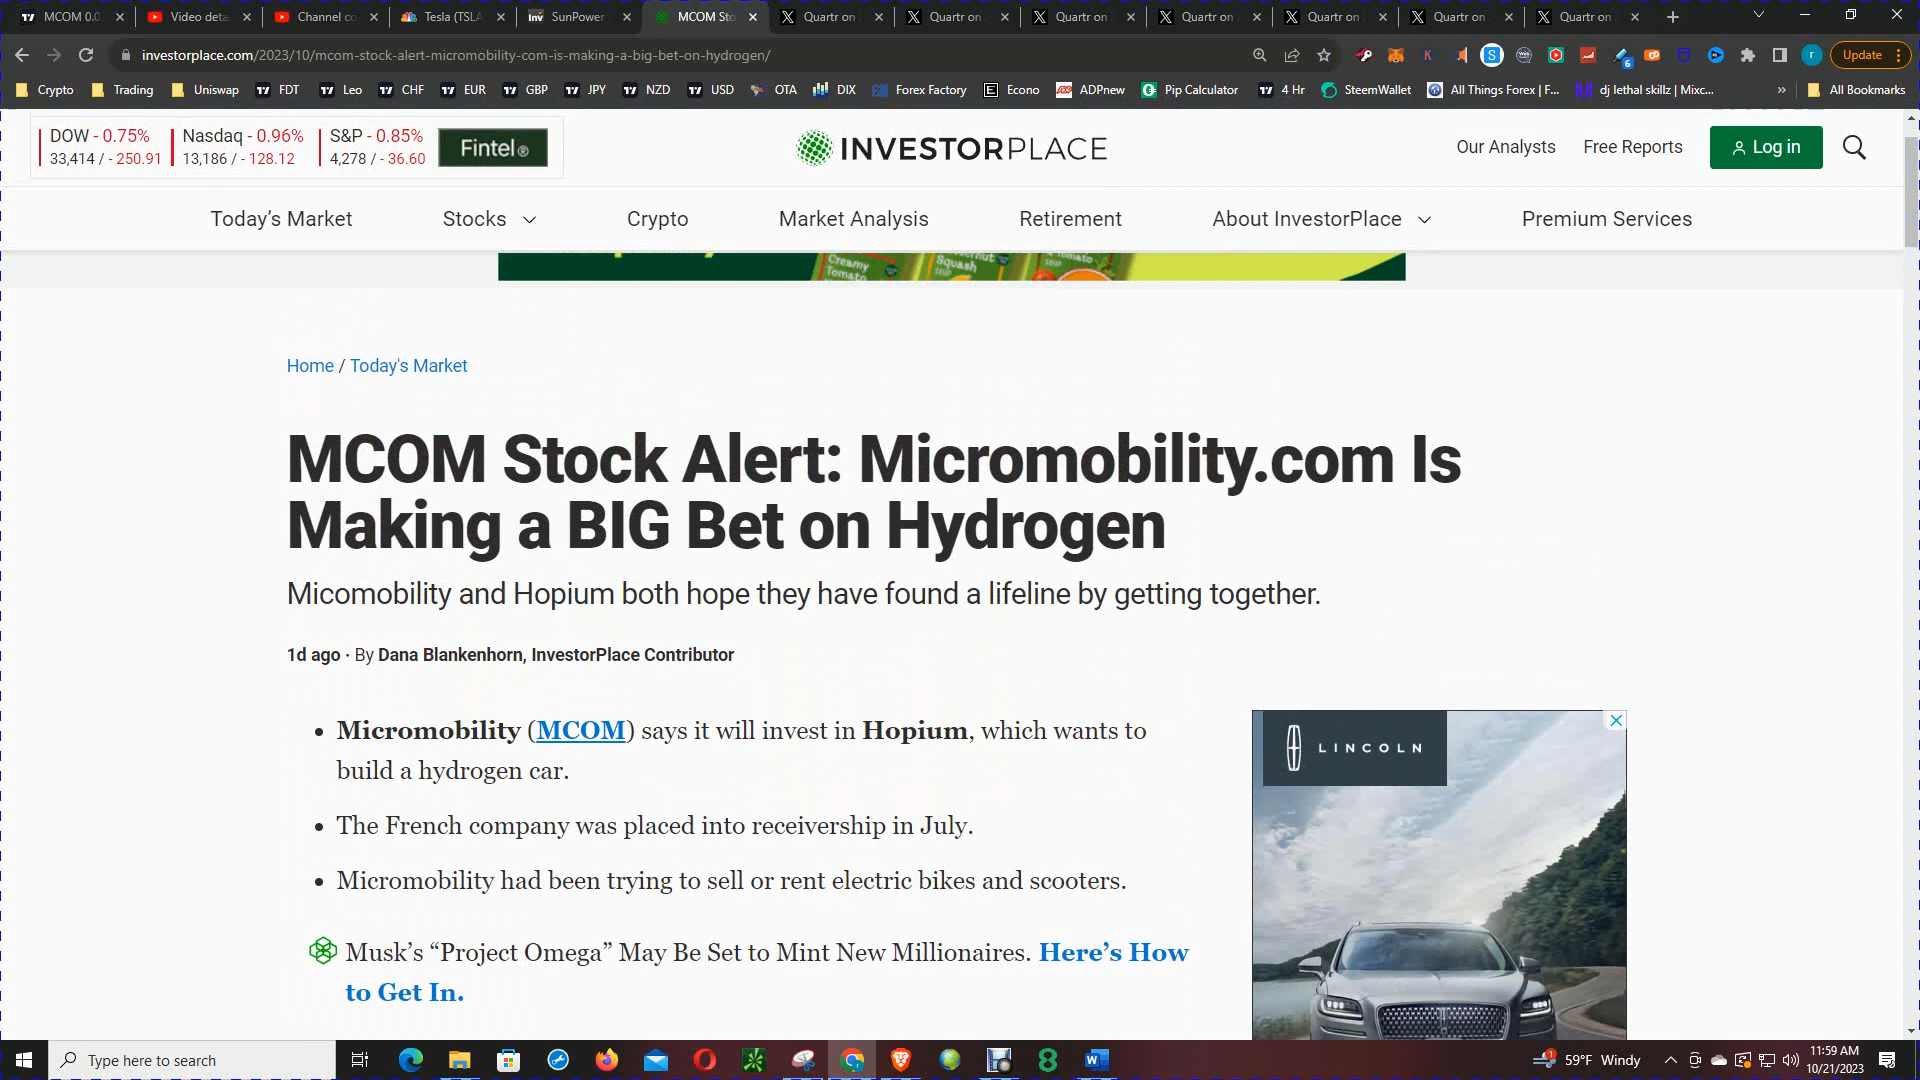 MCOM 0.0
Video deta
Channel co
Tesla (TSLA
SunPower
MCOM Sto
Quartr on
Quartr on
Quartr on
Quartr on
Quartr on
Quartr on
Quartr on
investorplace.com/2023/10/mcom-stock-alert-micromobility-com-is-making-a-big-bet-on-hydrogen/
Update
Crypto
Trading
Uniswap
FDT
Leo
CHF
EUR
GBP
JPY
NZD
USD
OTA
DIX
Forex Factory
Econo
ADPnew
Pip Calculator
4 Hr
SteemWallet
All Things Forex | F...
dj lethal skillz | Mixc...
»
All Bookmarks
DOW - 0.75%
33,414 / - 250.91
Nasdaq - 0.96%
13,186 / - 128.12
S&P - 0.85%
4,278 / - 36.60
Fintel®
INVESTORPLACE
Our Analysts
Free Reports
Log in
Today's Market
Stocks
Crypto
Market Analysis
Retirement
About InvestorPlace
Premium Services
Creamy
Tomato
Squash
Home / Today's Market
MCOM Stock Alert: Micromobility.com Is
Making a BIG Bet on Hydrogen
Micomobility and Hopium both hope they have found a lifeline by getting together.
1d ago · By Dana Blankenhorn, InvestorPlace Contributor
• Micromobility (MCOM) says it will invest in Hopium, which wants to
build a hydrogen car.
• The French company was placed into receivership in July.
• Micromobility had been trying to sell or rent electric bikes and scooters.
Musk's “Project Omega” May Be Set to Mint New Millionaires. Here's How
to Get In.
LINCOLN
Type here to search
59°F Windy
11:59 AM
10/21/2023